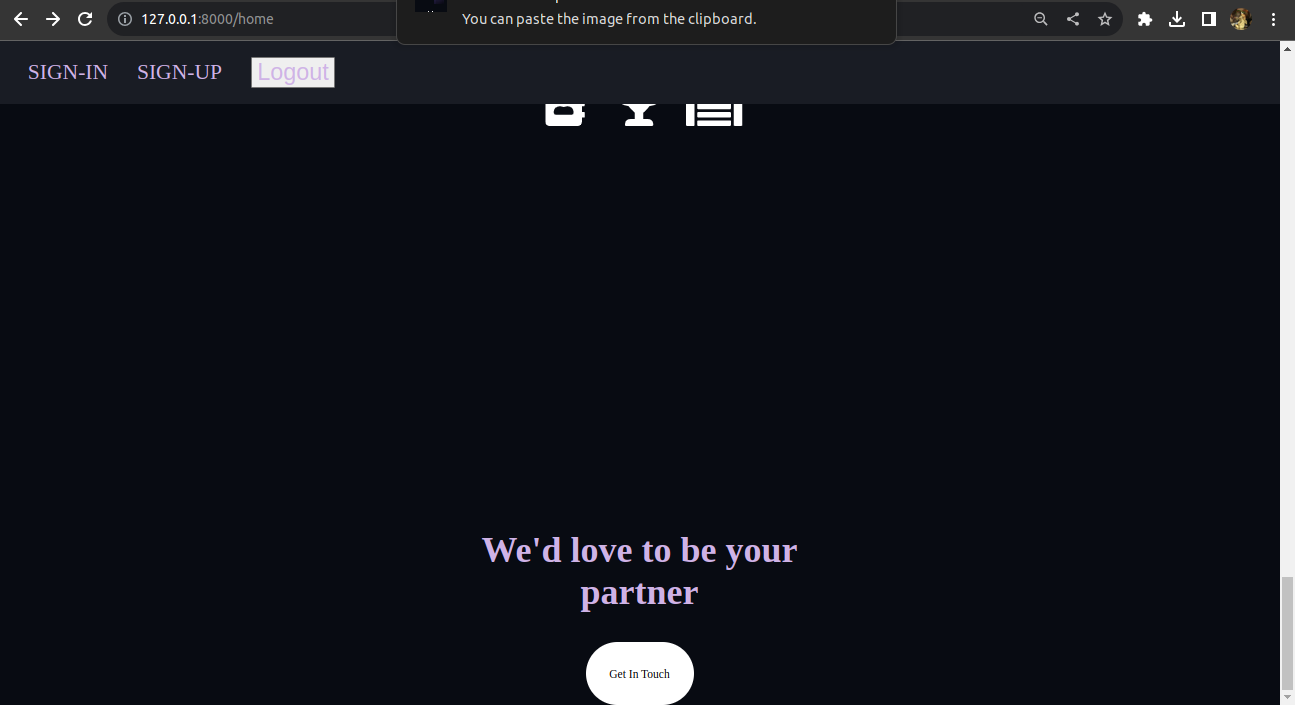 127.0.0.1:8000/home
You can paste the image from the clipboard.
SIGN-IN SIGN-UP Logout
We'd love to be your
partner
Get In Touch